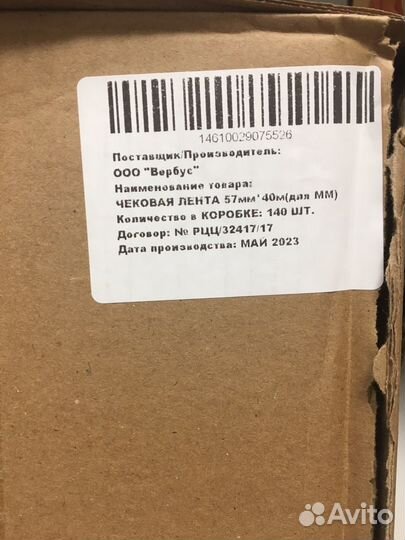 14610029075526
Поставщик/Производитель:
ООО "Вербус"
Наименование товара:
ЧЕКОВАЯ ЛЕНТА 57мм*40м(для ММ)
Количество в КОРОБКЕ: 140 ШТ.
Договор: № РЦЦ/32417/17
Дата производства: МАЙ 2023
Avito